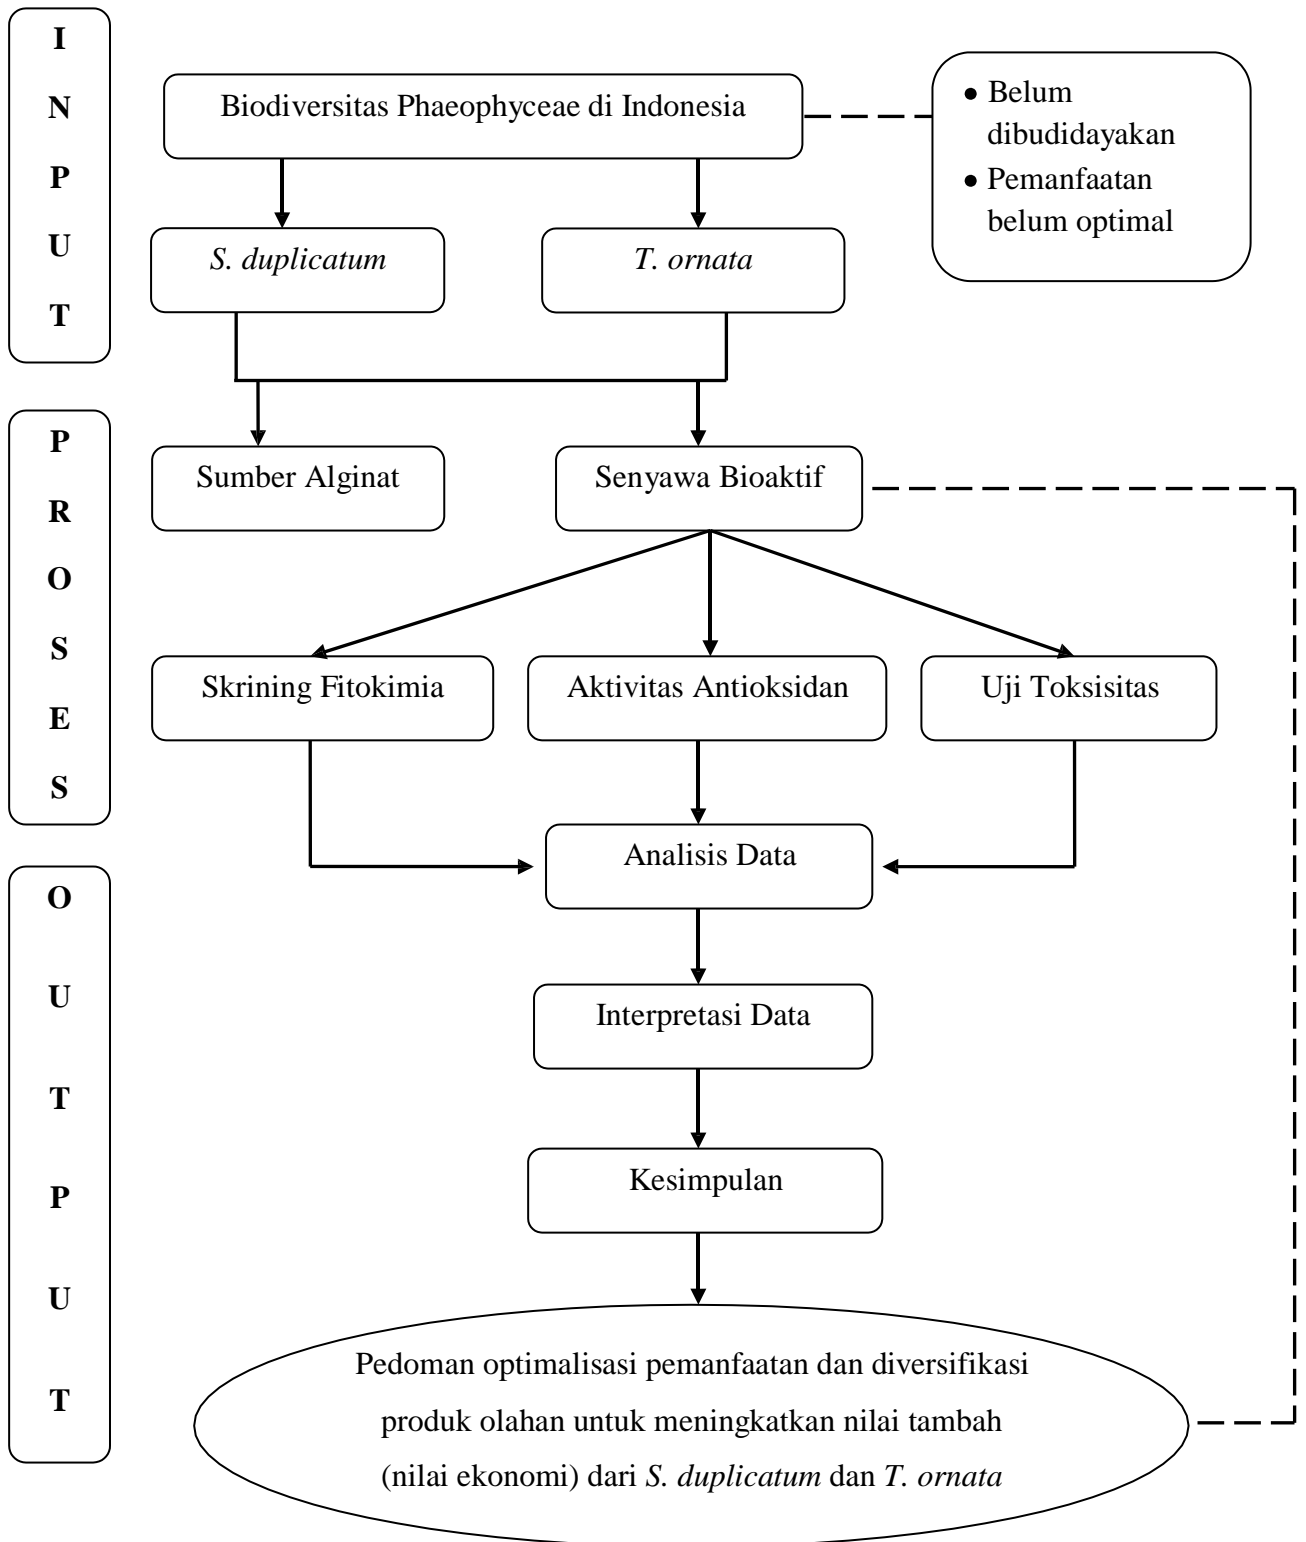 I
N
P
U
T
Biodiversitas Phaeophyceae di Indonesia
• Belum
dibudidayakan
• Pemanfaatan
belum optimal
S. duplicatum
T. ornata
P
R
O
S
E
S
Sumber Alginat
Senyawa Bioaktif
Skrining Fitokimia
Aktivitas Antioksidan
Uji Toksisitas
O
U
T
P
U
T
Analisis Data
Interpretasi Data
Kesimpulan
Pedoman optimalisasi pemanfaatan dan diversifikasi
produk olahan untuk meningkatkan nilai tambah
(nilai ekonomi) dari S. duplicatum dan T. ornata